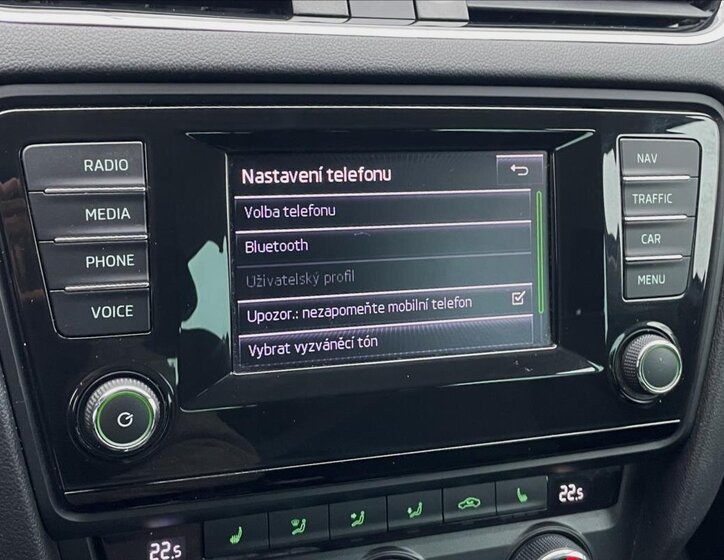 RADIO
MEDIA
PHONE
VOICE
Nastavení telefonu
Volba telefonu
Bluetooth
Uživatelský profil
Upozor.: nezapomeňte mobilní telefon
Vybrat vyzváněcí tón
NAV
TRAFFIC
CAR
MENU
22.5
22.5